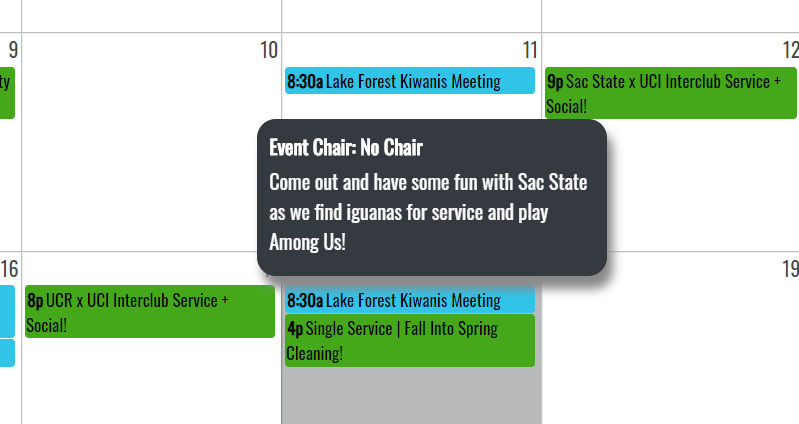 9
10
11
12
ty
8:30a Lake Forest Kiwanis Meeting
9p Sac State x UCI Interclub Service +
Social!
Event Chair: No Chair
Come out and have some fun with Sac State
as we find iguanas for service and play
Among Us!
16
19
8p UCR x UCI Interclub Service +
Social!
8:30a Lake Forest Kiwanis Meeting
4p Single Service | Fall Into Spring
Cleaning!